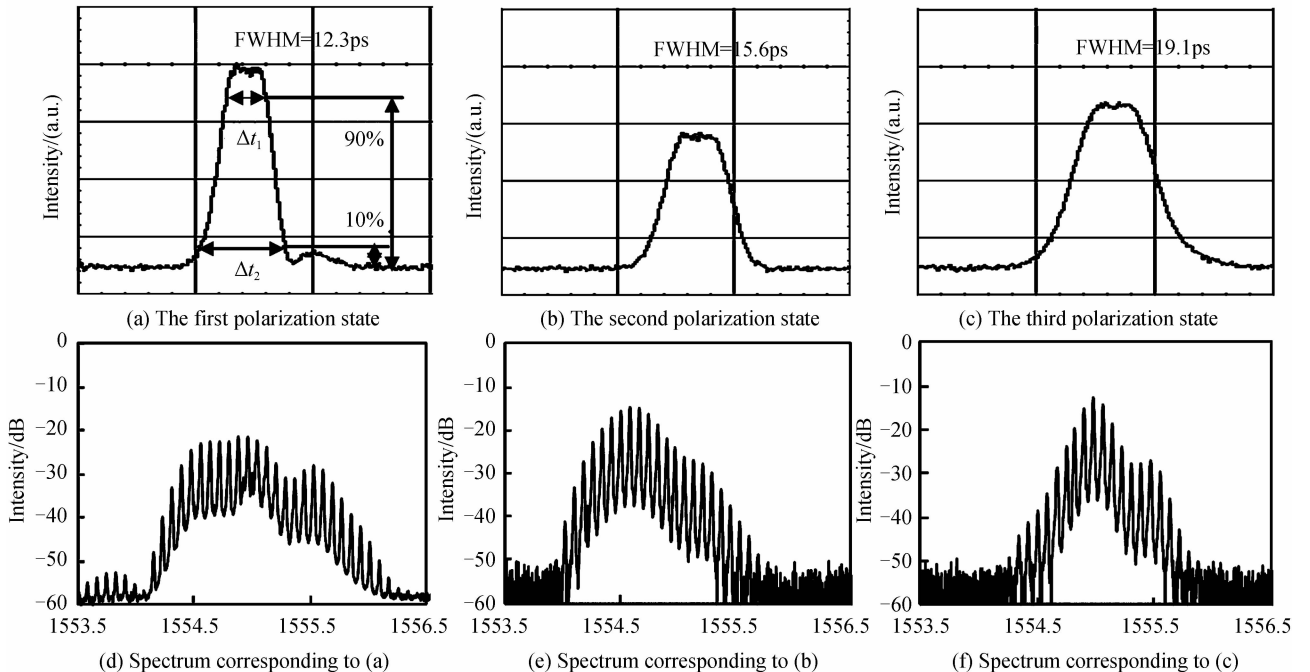 FWHM=12.3ps
90%
Δt₁
10%
Δt₂
Intensity/(a.u.)
(a) The first polarization state
FWHM=15.6ps
Intensity/(a.u.)
(b) The second polarization state
FWHM=19.1ps
Intensity/(a.u.)
(c) The third polarization state
0
−10
−20
−30
−40
−50
−60
Intensity/dB
1553.5 1554.5 1555.5 1556.5
(d) Spectrum corresponding to (a)
0
−10
−20
−30
−40
−50
−60
Intensity/dB
1553.5 1554.5 1555.5 1556.5
(e) Spectrum corresponding to (b)
0
−10
−20
−30
−40
−50
−60
Intensity/dB
1553.5 1554.5 1555.5 1556.5
(f) Spectrum corresponding to (c)